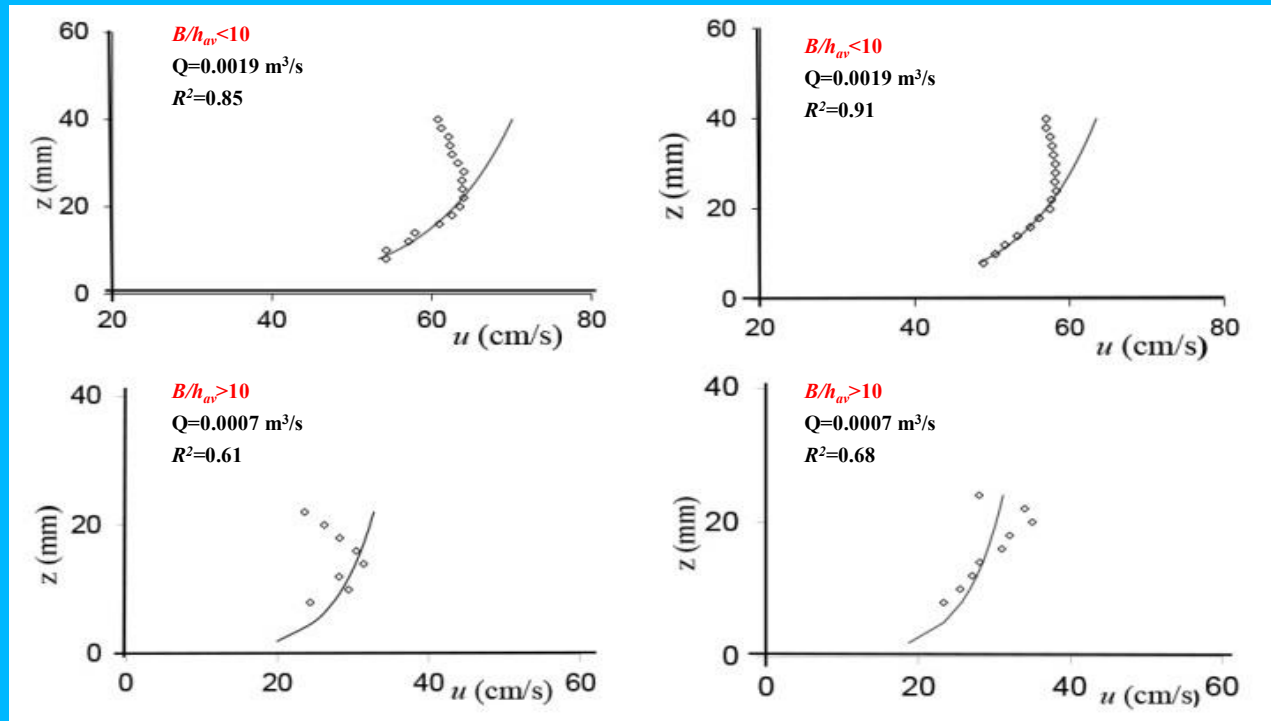 B/hav<10
Q=0.0019 m³/s
R²=0.85
60
40
20
0
z (mm)
20
40
60
80
u (cm/s)
B/hav<10
Q=0.0019 m³/s
R²=0.91
60
40
20
0
z (mm)
20
40
60
80
u (cm/s)
B/hav>10
Q=0.0007 m³/s
R²=0.61
40
20
0
z (mm)
0
20
40
60
u (cm/s)
B/hav>10
Q=0.0007 m³/s
R²=0.68
40
20
0
z (mm)
0
20
40
60
u (cm/s)